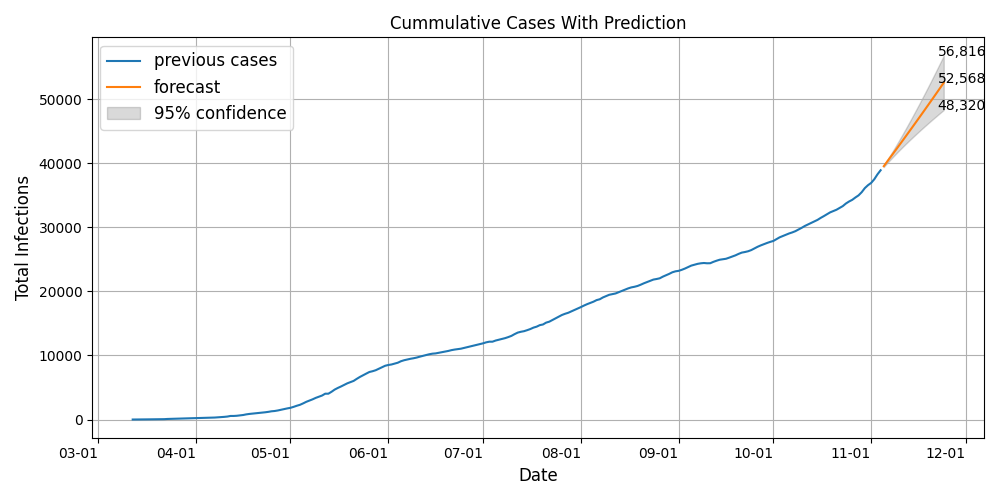 Cummulative Cases With Prediction
previous cases
forecast
95% confidence
56,816
52,568
48,320
50000
40000
30000
20000
10000
0
Total Infections
03-01 04-01 05-01 06-01 07-01 08-01 09-01 10-01 11-01 12-01
Date